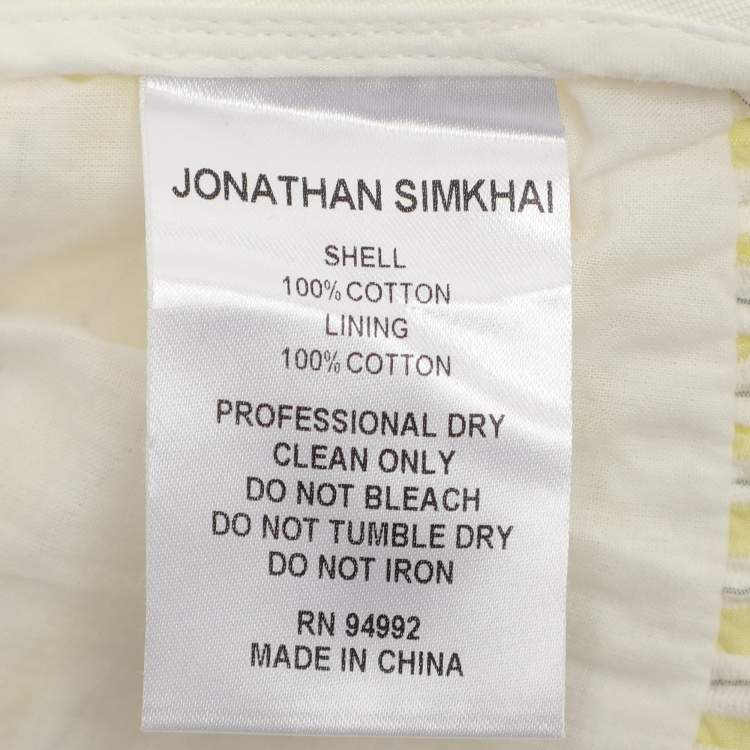 JONATHAN SIMKHAI
SHELL
100% COTTON
LINING
100% COTTON
PROFESSIONAL DRY
CLEAN ONLY
DO NOT BLEACH
DO NOT TUMBLE DRY
DO NOT IRON
RN 94992
MADE IN CHINA